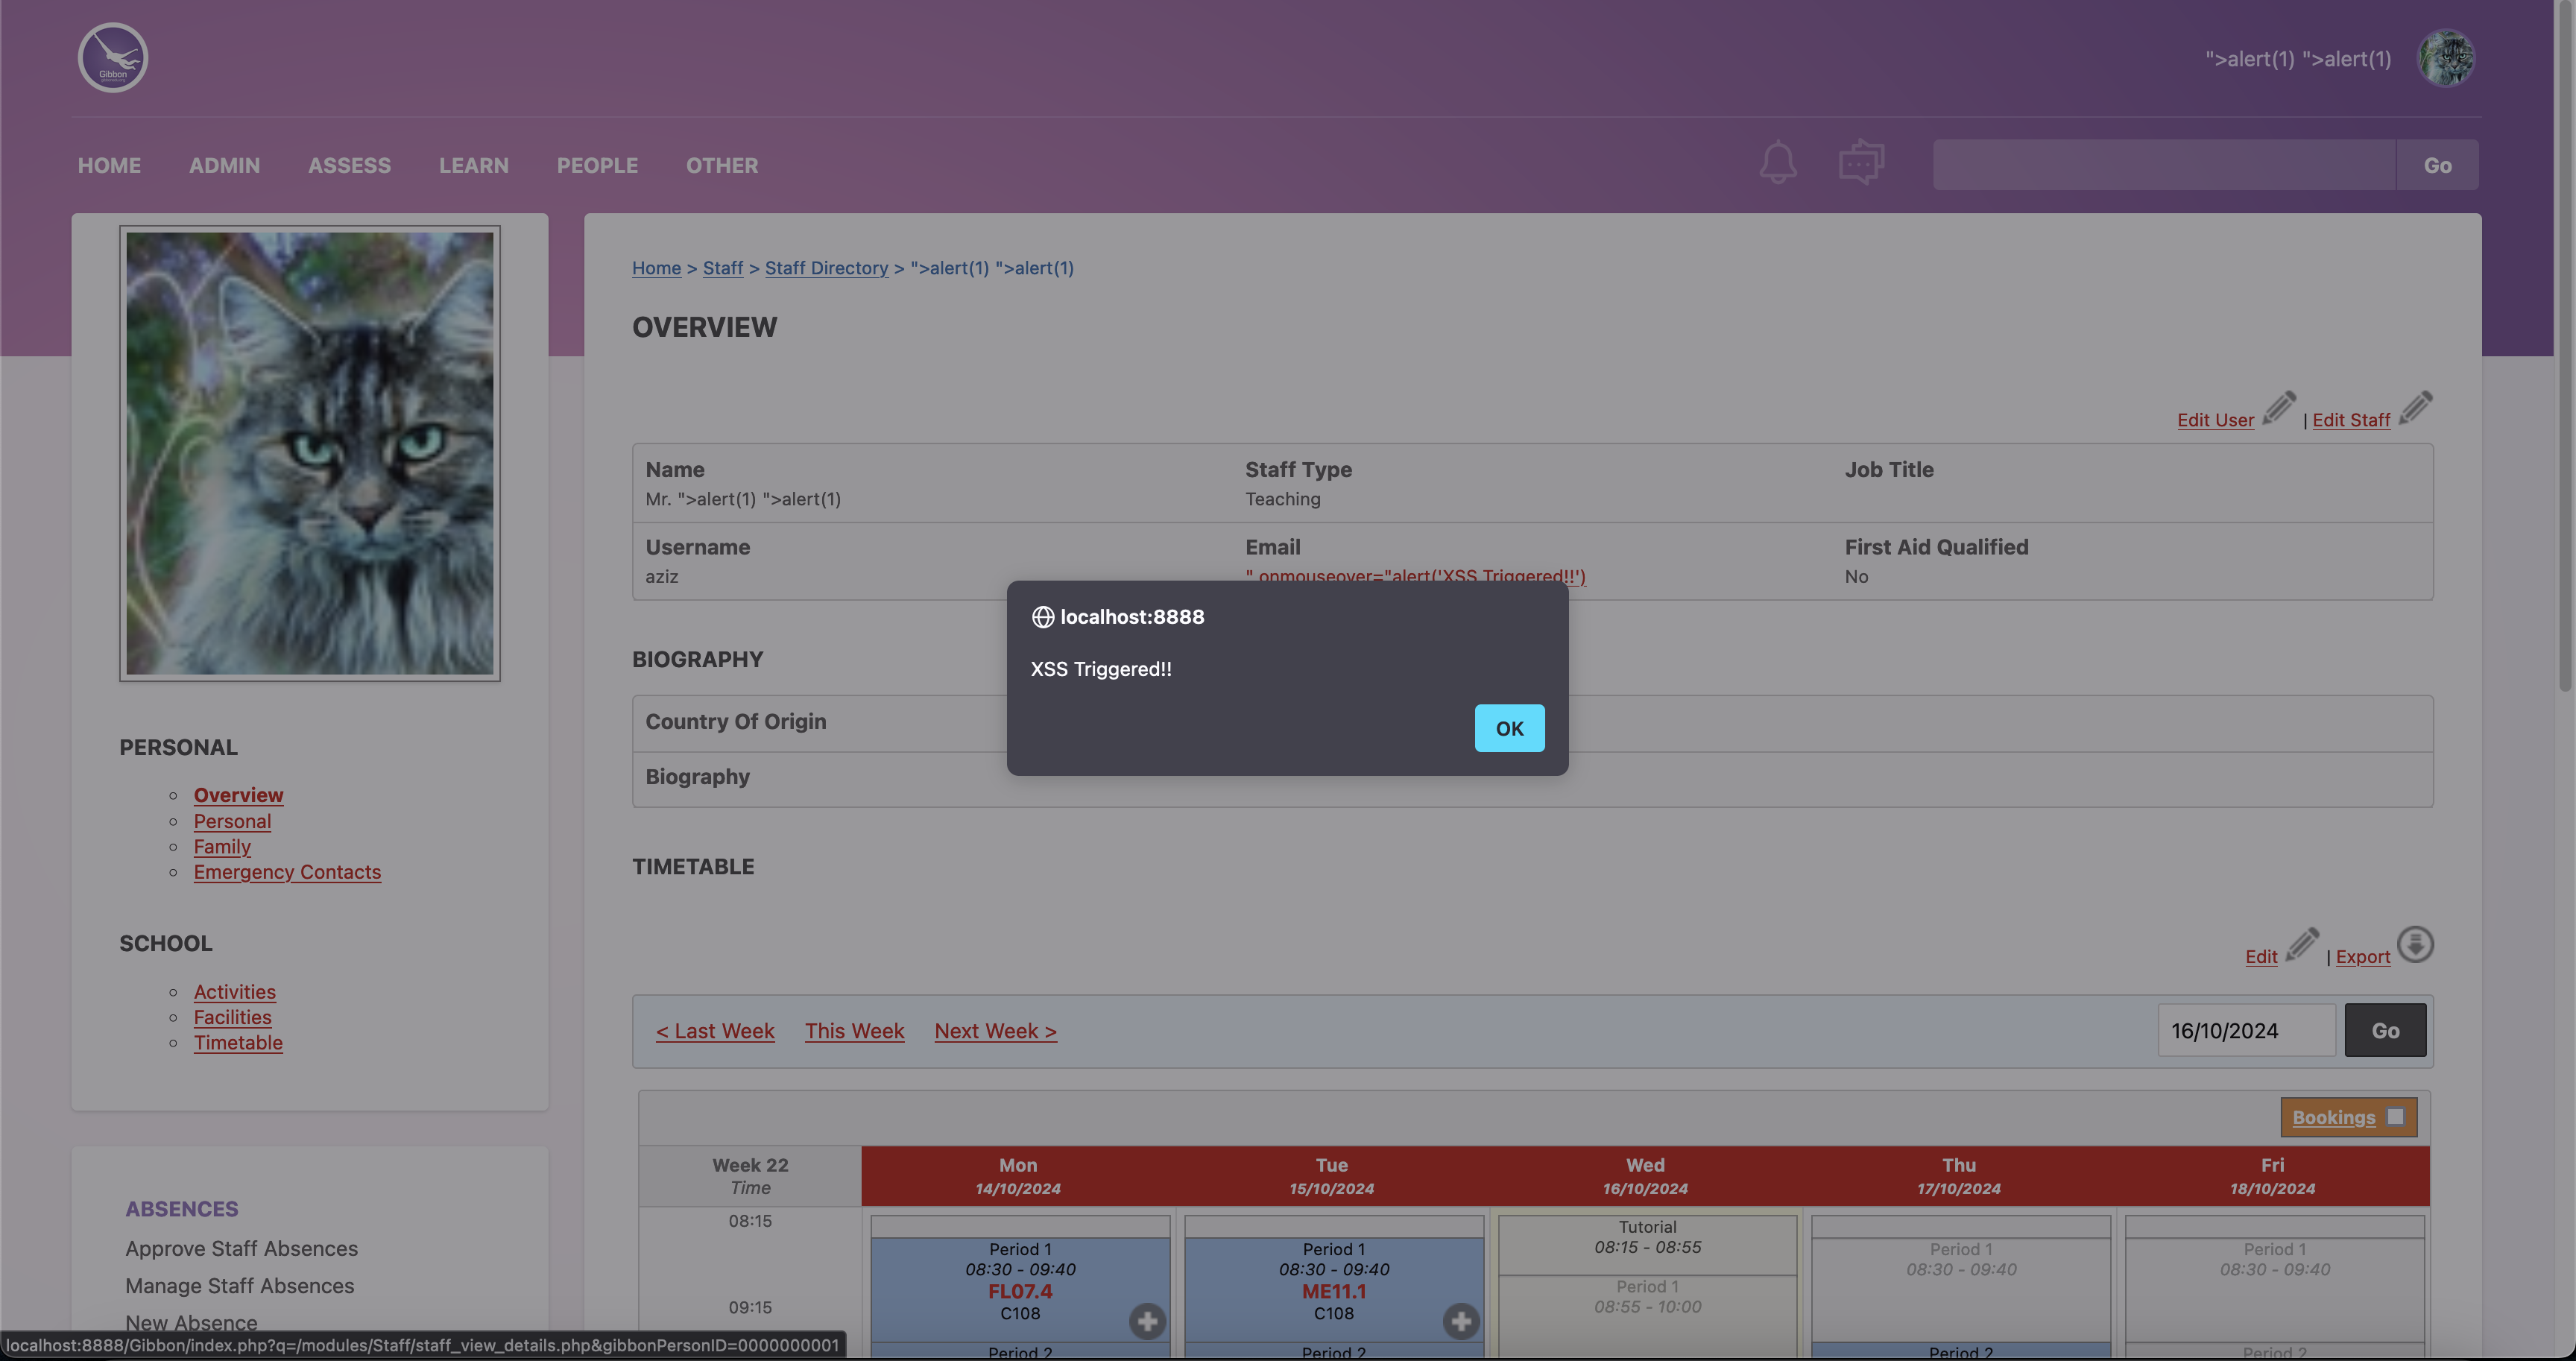 Gibbon
">alert(1) ">alert(1)
HOME ADMIN ASSESS LEARN PEOPLE OTHER
Go
Home > Staff > Staff Directory > ">alert(1) ">alert(1)
OVERVIEW
Edit User | Edit Staff
Name Staff Type Job Title
Mr. ">alert(1) ">alert(1) Teaching
Username Email First Aid Qualified
aziz " onmouseover="alert('XSS Triggered!!') No
localhost:8888
XSS Triggered!!
OK
BIOGRAPHY
Country Of Origin
Biography
PERSONAL
Overview
Personal
Family
Emergency Contacts
SCHOOL
Activities
Facilities
Timetable
ABSENCES
Approve Staff Absences
Manage Staff Absences
New Absence
TIMETABLE
Edit | Export
< Last Week This Week Next Week > 16/10/2024 Go
Bookings
Week 22 Mon Tue Wed Thu Fri
Time 14/10/2024 15/10/2024 16/10/2024 17/10/2024 18/10/2024
08:15 Tutorial
08:15 - 08:55
Period 1 Period 1 Period 1 Period 1
08:30 - 09:40 08:30 - 09:40 08:30 - 09:40 08:30 - 09:40
FL07.4 ME11.1 Period 1
09:15 C108 C108 08:55 - 10:00
Period 2 Period 2 Period 2 Period 2
localhost:8888/Gibbon/index.php?q=/modules/Staff/staff_view_details.php&gibbonPersonID=0000000001